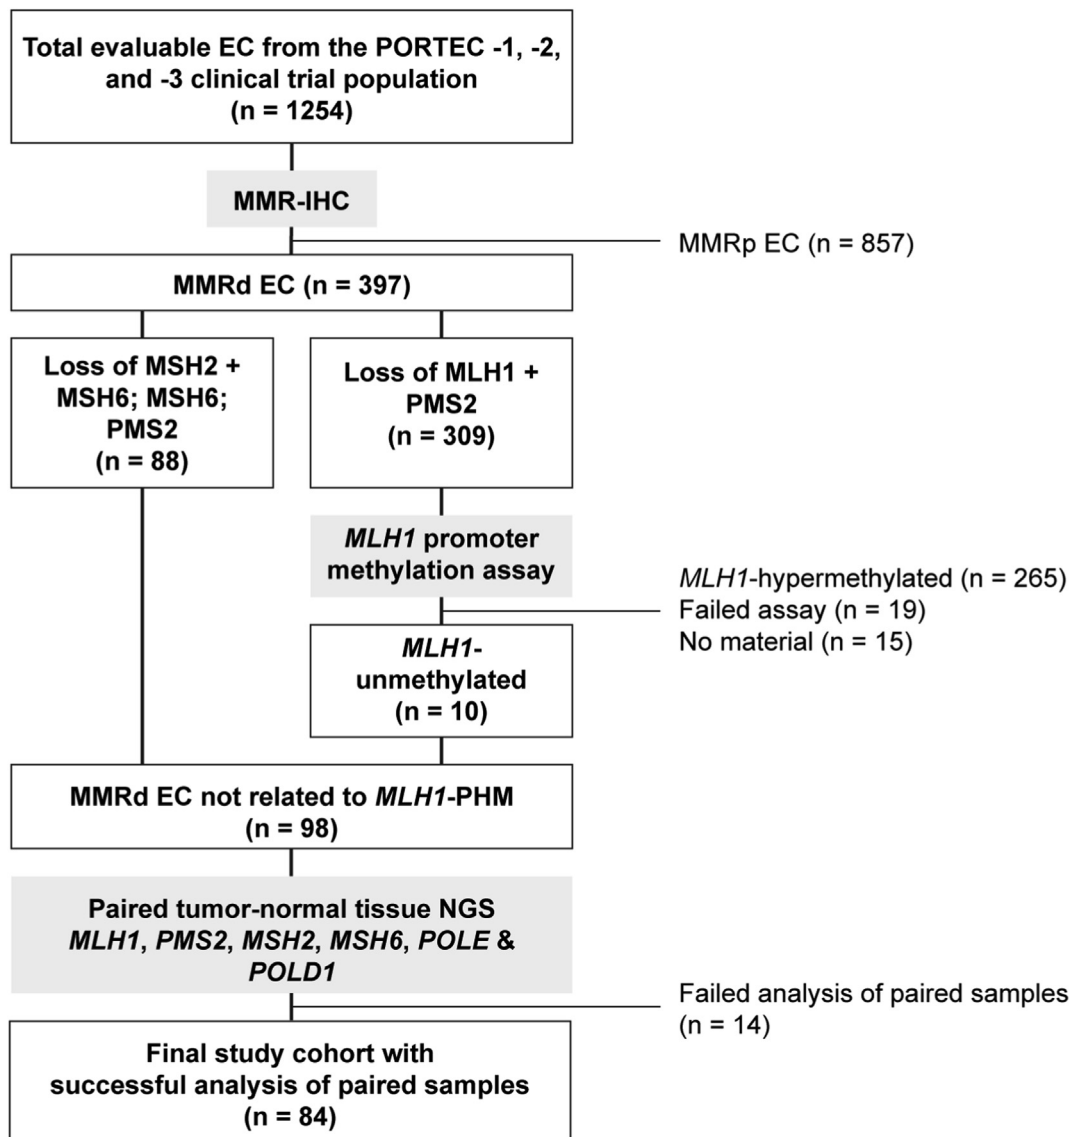 Total evaluable EC from the PORTEC -1, -2,
and -3 clinical trial population
(n = 1254)
MMR-IHC
MMRp EC (n = 857)
MMRd EC (n = 397)
Loss of MSH2 +
MSH6; MSH6;
PMS2
(n = 88)
Loss of MLH1 +
PMS2
(n = 309)
MLH1 promoter
methylation assay
MLH1-hypermethylated (n = 265)
Failed assay (n = 19)
No material (n = 15)
MLH1-
unmethylated
(n = 10)
MMRd EC not related to MLH1-PHM
(n = 98)
Paired tumor-normal tissue NGS
MLH1, PMS2, MSH2, MSH6, POLE &
POLD1
Failed analysis of paired samples
(n = 14)
Final study cohort with
successful analysis of paired samples
(n = 84)